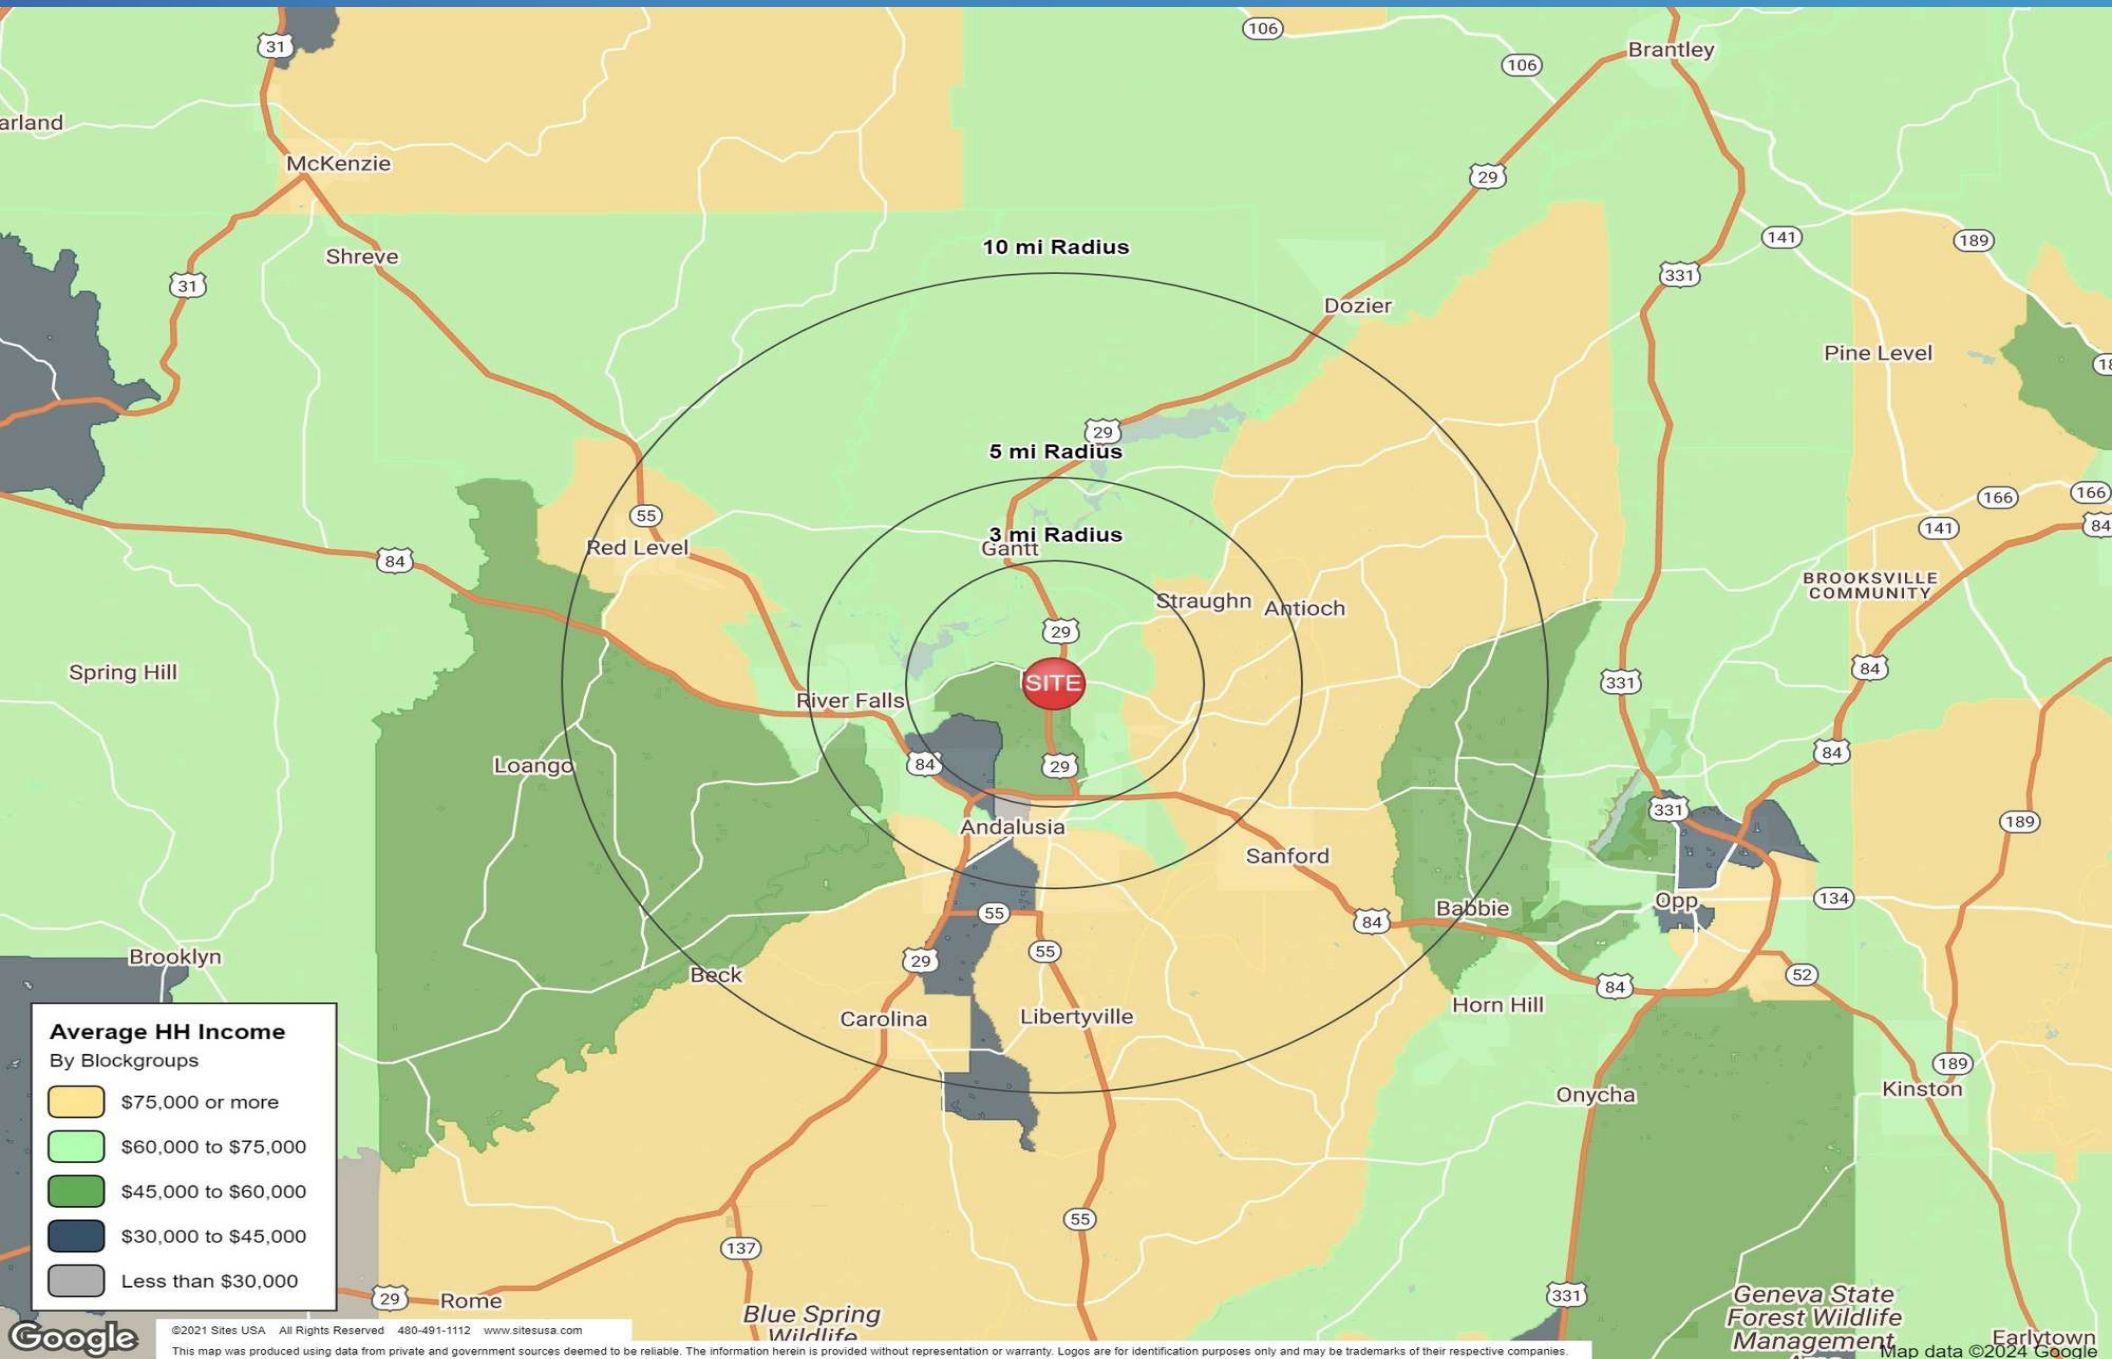 106
31
Brantley
106
arland
McKenzie
29
141
189
10 mi Radius
Shreve
331
31
Dozier
Pine Level
18
29
5 mi Radius
166
166
55
84
141
3 mi Radius
Red Level
Gantt
84
BROOKSVILLE
COMMUNITY
Straughn
Antioch
29
84
Spring Hill
SITE
331
River Falls
84
Loango
84
29
331
189
Andalusia
Sanford
Opp
134
Babbie
55
84
55
Brooklyn
29
Beck
52
84
Horn Hill
Carolina
Libertyville
189
Kinston
Onycha
Average HH Income
By Blockgroups
$75,000 or more
$60,000 to $75,000
$45,000 to $60,000
$30,000 to $45,000
Less than $30,000
55
137
29
Rome
331
Geneva State
Forest Wildlife
Management
Blue Spring
Wildlife
Earlytown
Google
©2021 Sites USA All Rights Reserved 480-491-1112 www.sitesusa.com
Map data ©2024 Google
This map was produced using data from private and government sources deemed to be reliable. The information herein is provided without representation or warranty. Logos are for identification purposes only and may be trademarks of their respective companies.